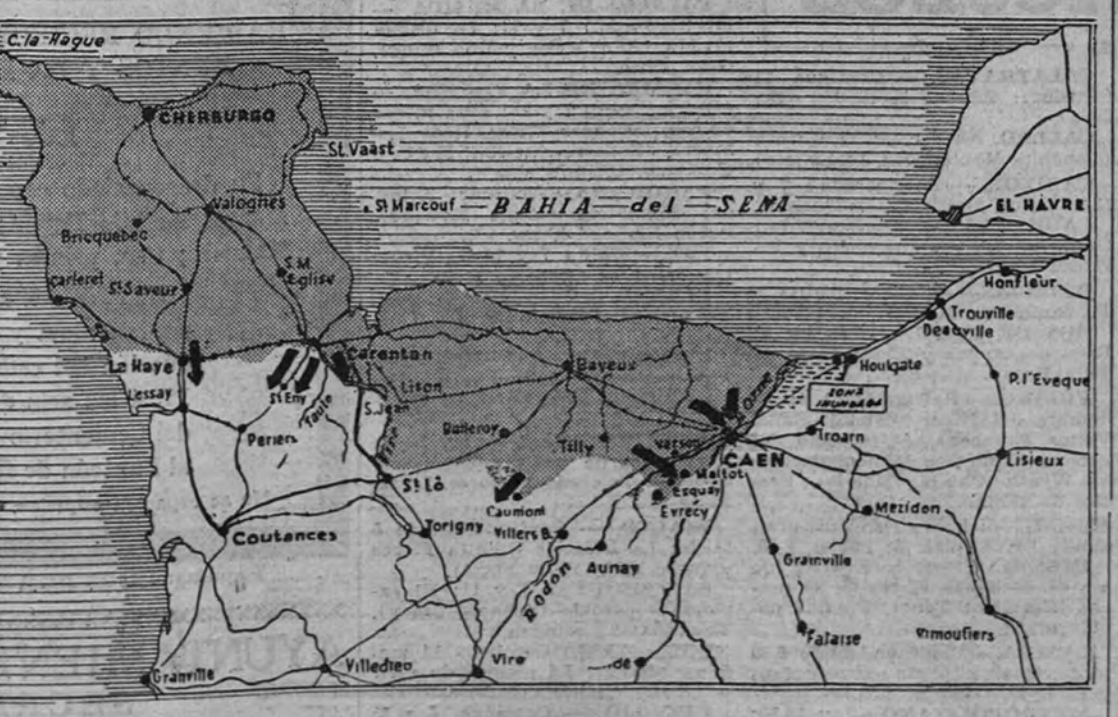 C. la-Hague
CHERBURGO
St. Vaast
Valognes
St Marcouf
BAHIA del SENA
EL HAVRE
Bricquebec
S.M.
Eglise
Carteret
St Saveur
Honfleur
Trouville
Deauville
La Haye
Carentan
Bayeux
Houlgate
Lessay
St Eny
Taute
Lison
S. Jean
P. l'Eveque
ZONA
INUNDADA
R. Orne
Periers
Balleroy
Tilly
Verson
Troarn
CAEN
Lisieux
Maltot
St Lô
Esquay
Evrecy
Caumont
Mezidon
Coutances
Torigny
Villers B.
Aunay
Grainville
R Odon
Falaise
Vimoutiers
Granville
Villedieu
Vire
de